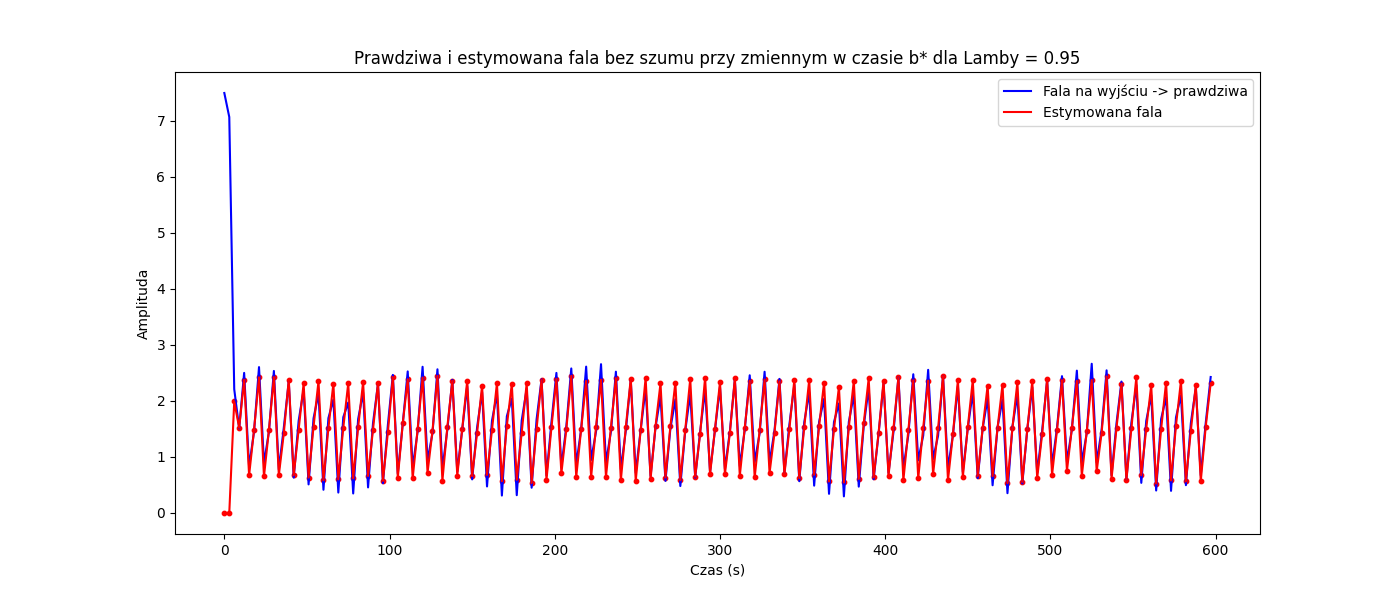 Prawdziwa i estymowana fala bez szumu przy zmiennym w czasie b* dla Lamby = 0.95
Fala na wyjściu -> prawdziwa
Estymowana fala
Amplituda
7
6
5
4
3
2
1
0
0 100 200 300 400 500 600
Czas (s)